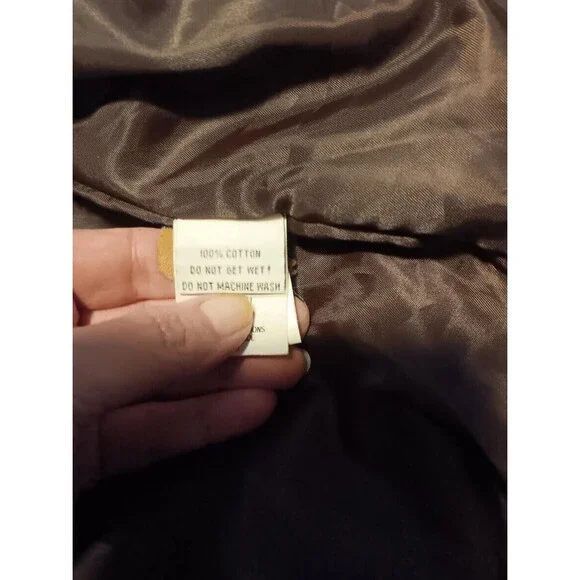 100% COTTON
DO NOT GET WET!
DO NOT MACHINE WASH